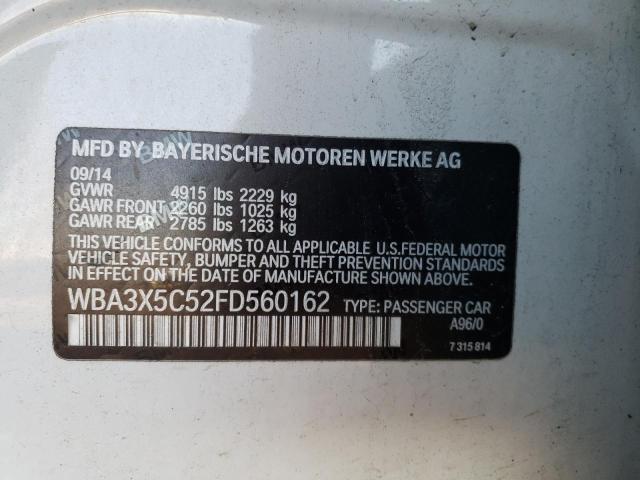 MFD BY BAYERISCHE MOTOREN WERKE AG
09/14
GVWR 4915 lbs 2229 kg
GAWR FRONT 2260 lbs 1025 kg
GAWR REAR 2785 lbs 1263 kg
THIS VEHICLE CONFORMS TO ALL APPLICABLE U.S.FEDERAL MOTOR
VEHICLE SAFETY, BUMPER AND THEFT PREVENTION STANDARDS
IN EFFECT ON THE DATE OF MANUFACTURE SHOWN ABOVE.
WBA3X5C52FD560162 TYPE: PASSENGER CAR
A96/0
7 315 814